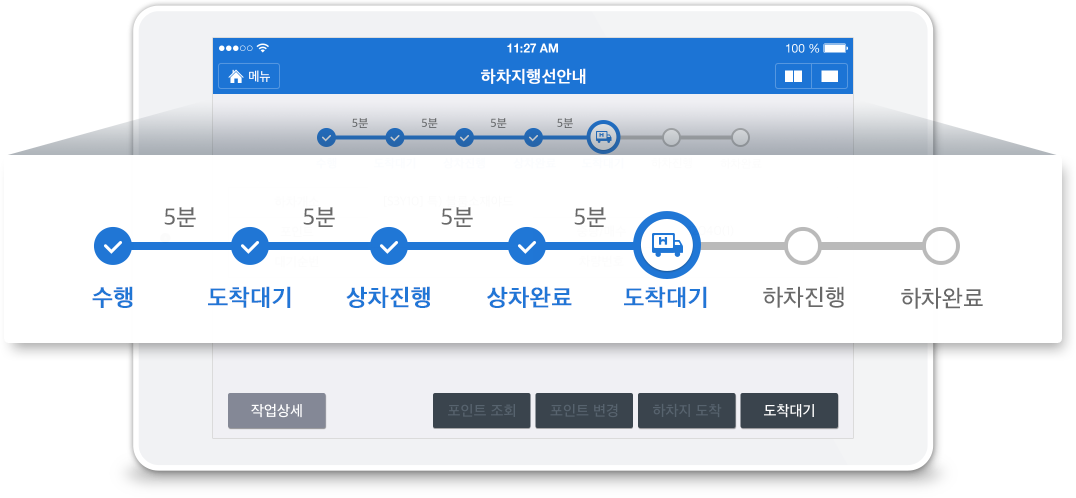 11:27 AM
100 %
메뉴
하차지행선안내
5분 5분 5분 5분
5분 5분 5분 5분
수행 도착대기 상차진행 상차완료 도착대기 하차진행 하차완료
작업상세 포인트 조회 포인트 변경 하차지 도착 도착대기